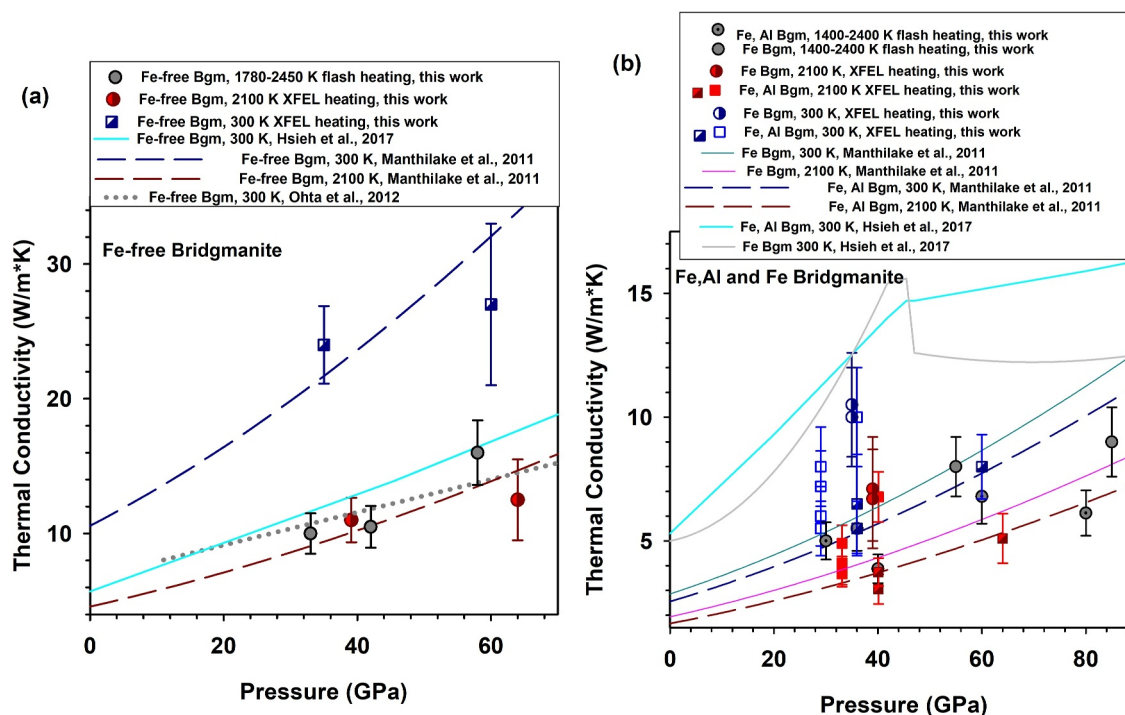 (a)
Fe-free Bgm, 1780-2450 K flash heating, this work
Fe-free Bgm, 2100 K XFEL heating, this work
Fe-free Bgm, 300 K XFEL heating, this work
Fe-free Bgm, 300 K, Hsieh et al., 2017
Fe-free Bgm, 300 K, Manthilake et al., 2011
Fe-free Bgm, 2100 K, Manthilake et al., 2011
Fe-free Bgm, 300 K, Ohta et al., 2012
Fe-free Bridgmanite
Thermal Conductivity (W/m*K)
30
20
10
0
20
40
60
Pressure (GPa)
(b)
Fe, Al Bgm, 1400-2400 K flash heating, this work
Fe Bgm, 1400-2400 K flash heating, this work
Fe Bgm, 2100 K, XFEL heating, this work
Fe, Al Bgm, 2100 K, XFEL heating, this work
Fe Bgm, 300 K, XFEL heating, this work
Fe, Al Bgm, 300 K, XFEL heating, this work
Fe Bgm, 300 K, Manthilake et al., 2011
Fe Bgm, 2100 K, Manthilake et al., 2011
Fe, Al Bgm, 300 K, Manthilake et al., 2011
Fe, Al Bgm, 2100 K, Manthilake et al., 2011
Fe, Al Bgm, 300 K, Hsieh et al., 2017
Fe Bgm 300 K, Hsieh et al., 2017
Fe,Al and Fe Bridgmanite
Thermal Conductivity (W/m*K)
15
10
5
0
20
40
60
80
Pressure (GPa)